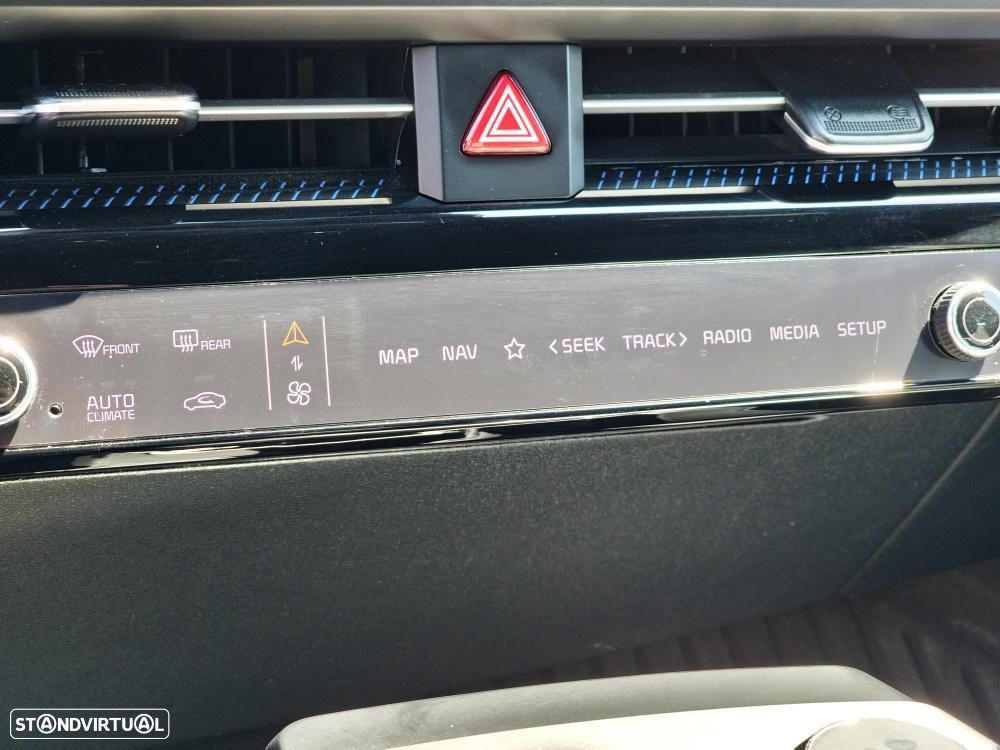 FRONT
REAR
AUTO
CLIMATE
MAP NAV <SEEK TRACK> RADIO MEDIA SETUP
STANDVIRTUAL